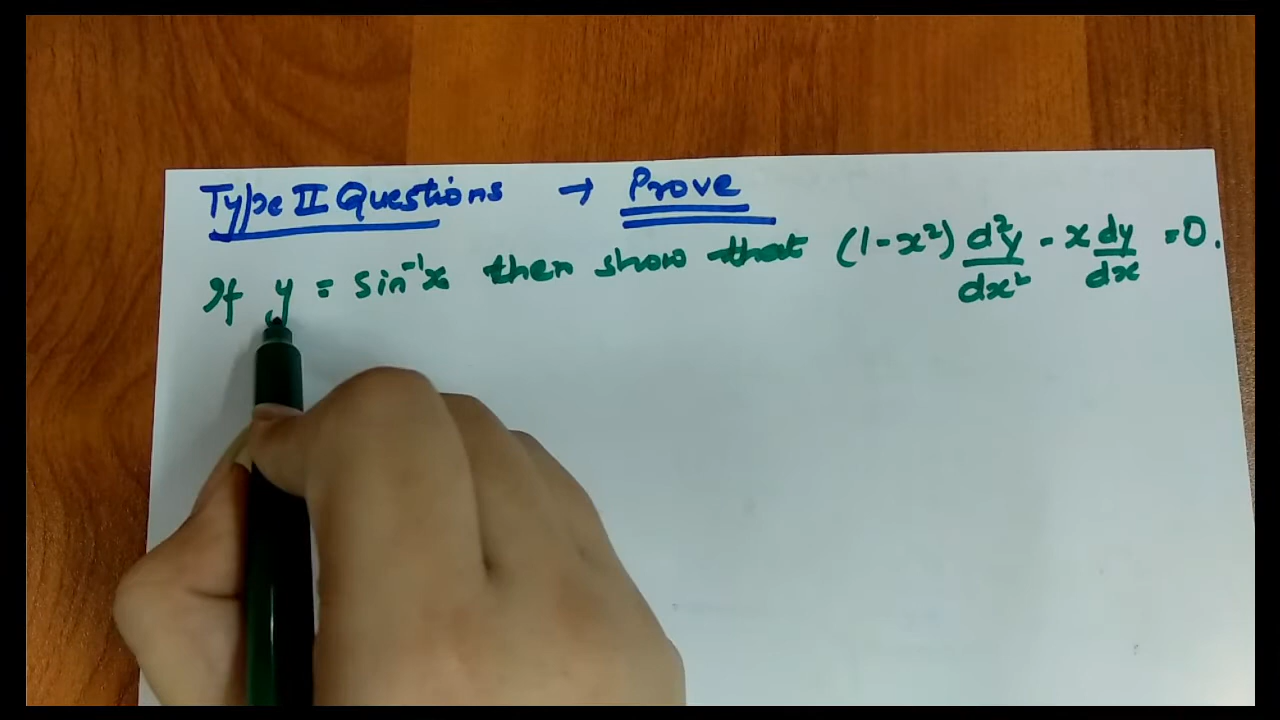 Type II Questions → Prove
If y = sin⁻¹x then show that (1-x²) d²y/dx² - x dy/dx = 0.